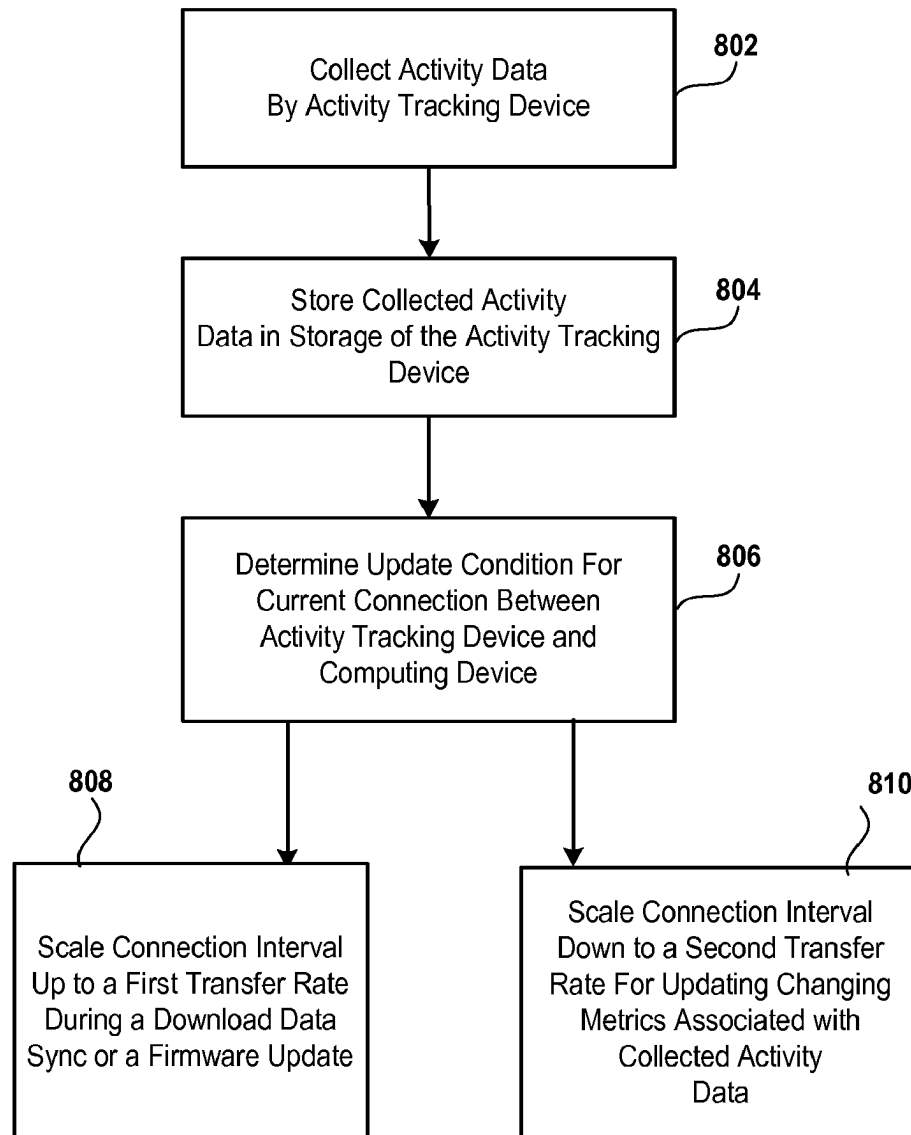 802
Collect Activity Data
By Activity Tracking Device
804
Store Collected Activity
Data in Storage of the Activity Tracking
Device
806
Determine Update Condition For
Current Connection Between
Activity Tracking Device and
Computing Device
808
Scale Connection Interval
Up to a First Transfer Rate
During a Download Data
Sync or a Firmware Update
810
Scale Connection Interval
Down to a Second Transfer
Rate For Updating Changing
Metrics Associated with
Collected Activity
Data